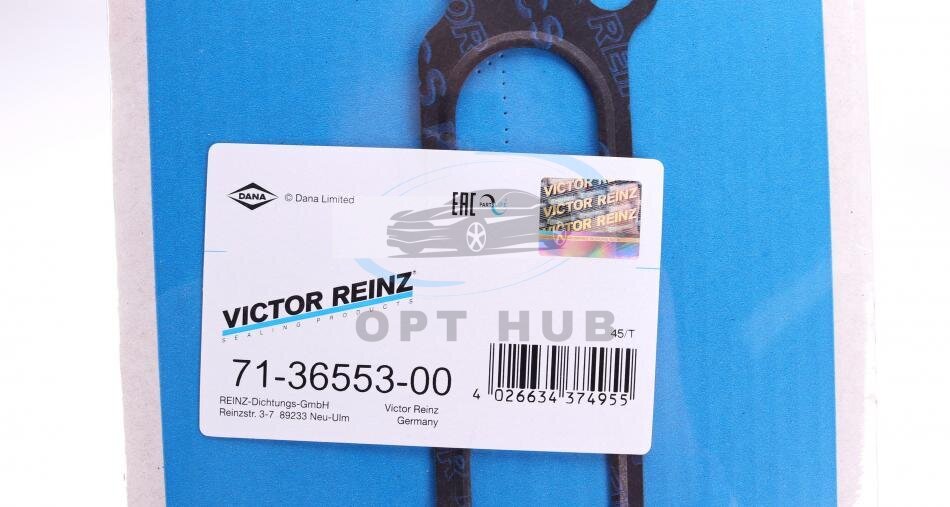 DANA
© Dana Limited
EAC
VICTOR REINZ
VICTOR REINZ
VICTOR REINZ
VICTOR REINZ®
SEALING PRODUCTS
OPT HUB
45/T
71-36553-00
REINZ-Dichtungs-GmbH
Reinzstr. 3-7 89233 Neu-Ulm
Victor Reinz
Germany
4 026634 374955